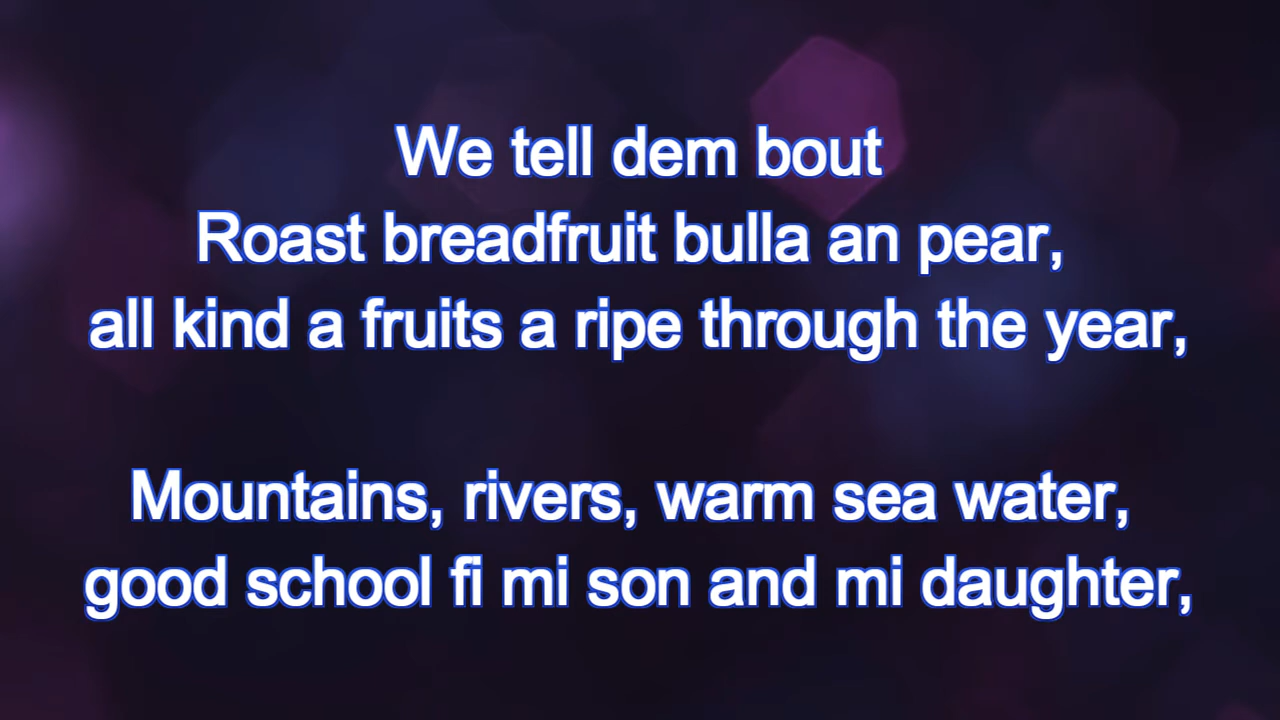 We tell dem bout
Roast breadfruit bulla an pear,
all kind a fruits a ripe through the year,
Mountains, rivers, warm sea water,
good school fi mi son and mi daughter,